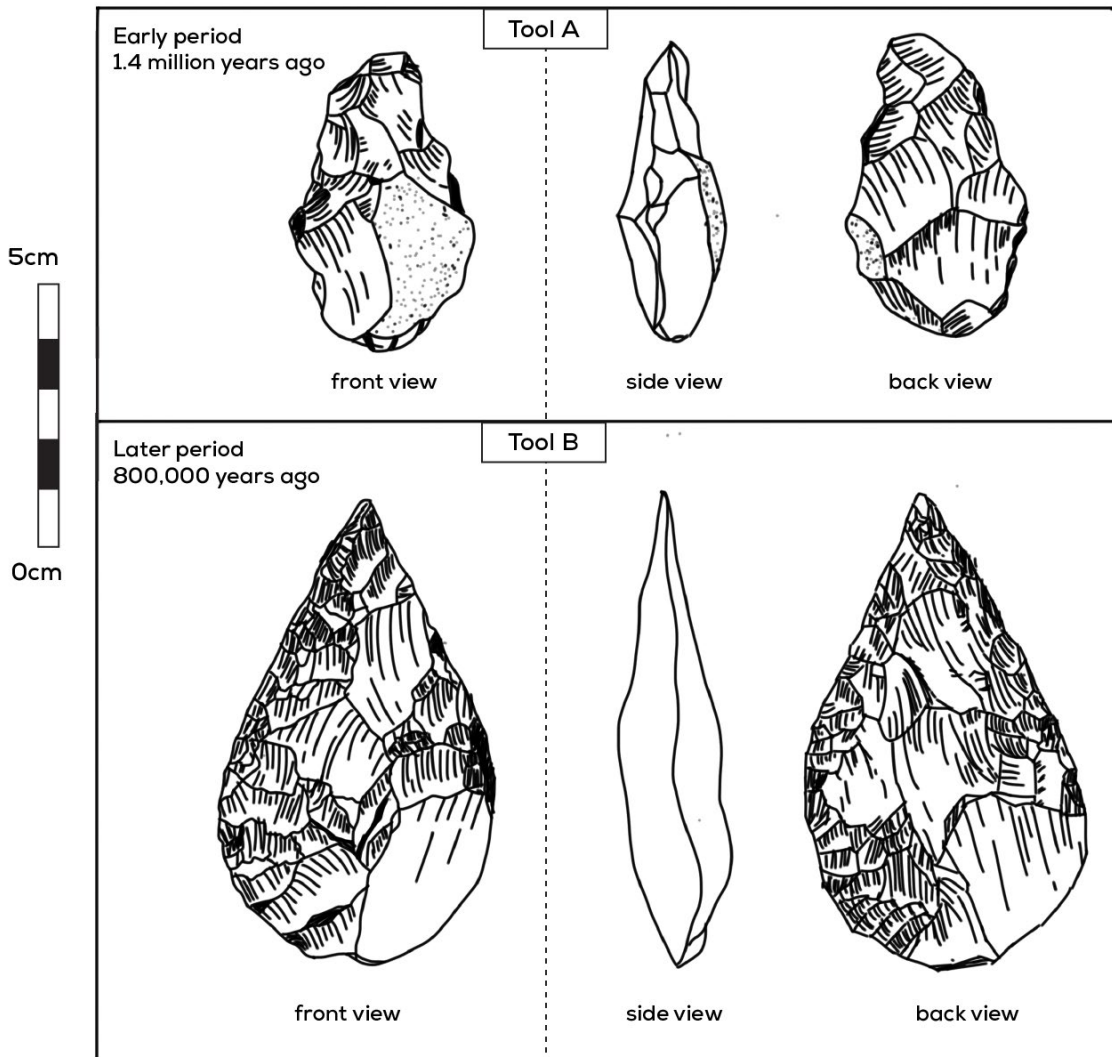 Tool A
Early period
1.4 million years ago
front view
side view
back view
5cm
0cm
Tool B
Later period
800,000 years ago
front view
side view
back view